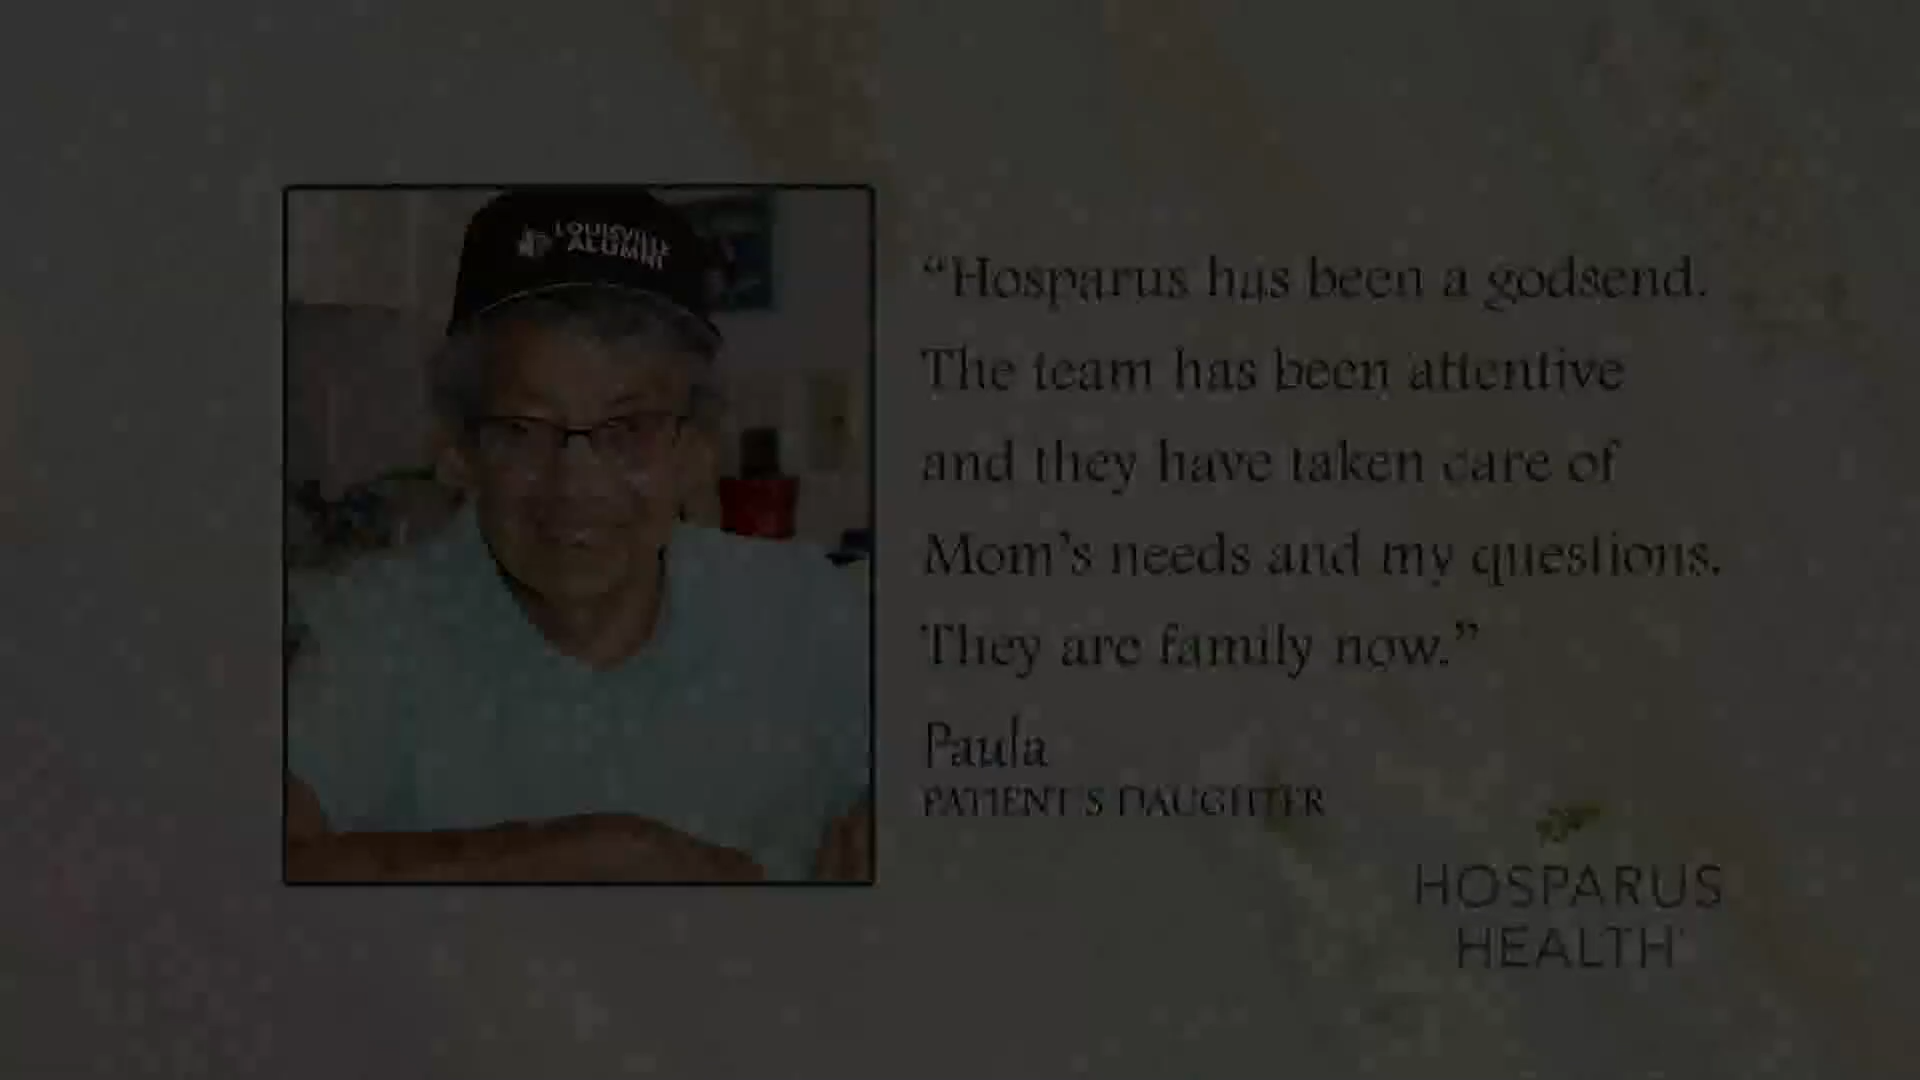 LOUISVILLE
ALUMNI
“Hosparus has been a godsend.
The team has been attentive
and they have taken care of
Mom’s needs and my questions.
They are family now.”
Paula
PATIENT'S DAUGHTER
HOSPARUS
HEALTH